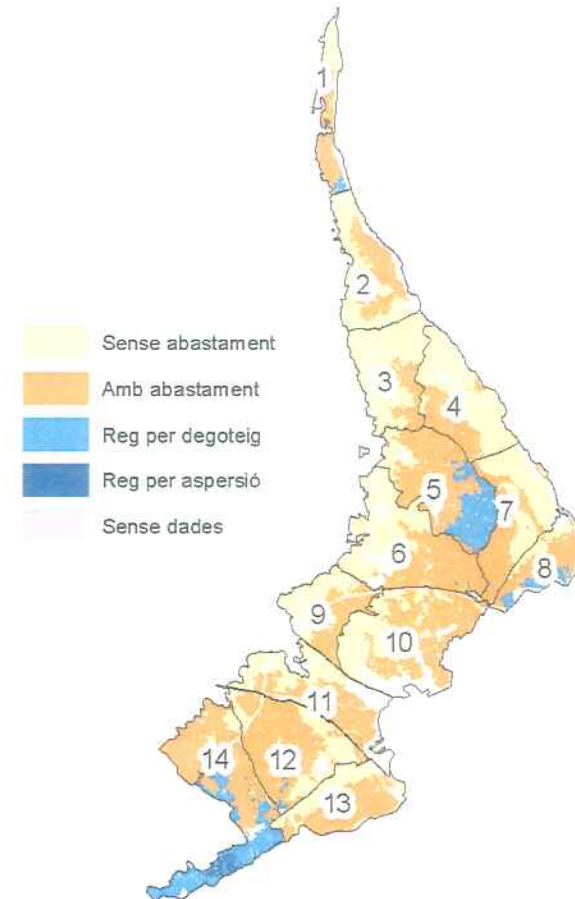 1
2
Sense abastament
3
Amb abastament
4
Reg per degoteig
5
7
Reg per aspersió
Sense dades
6
8
9
10
11
14
12
13